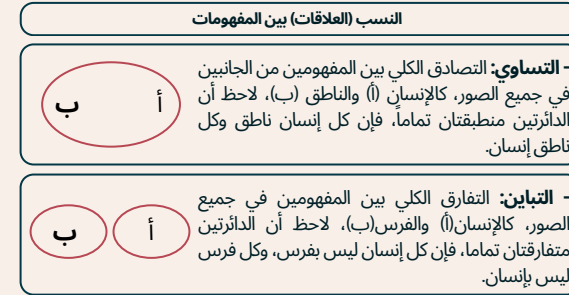 النسب (العلاقات) بين المفهومات
- التساوي: التصادق الكلي بين المفهومين من الجانبين
في جميع الصور، كالإنسان (أ) والناطق (ب)، لاحظ أن
الدائرتين منطبقتان تماماً، فإن كل إنسان ناطق وكل
ناطق إنسان.
أ ب
- التباين: التفارق الكلي بين المفهومين في جميع
الصور، كالإنسان(أ) والفرس(ب)، لاحظ أن الدائرتين
متفارقتان تماما، فإن كل إنسان ليس بفرس، وكل فرس
ليس بإنسان.
أ ب